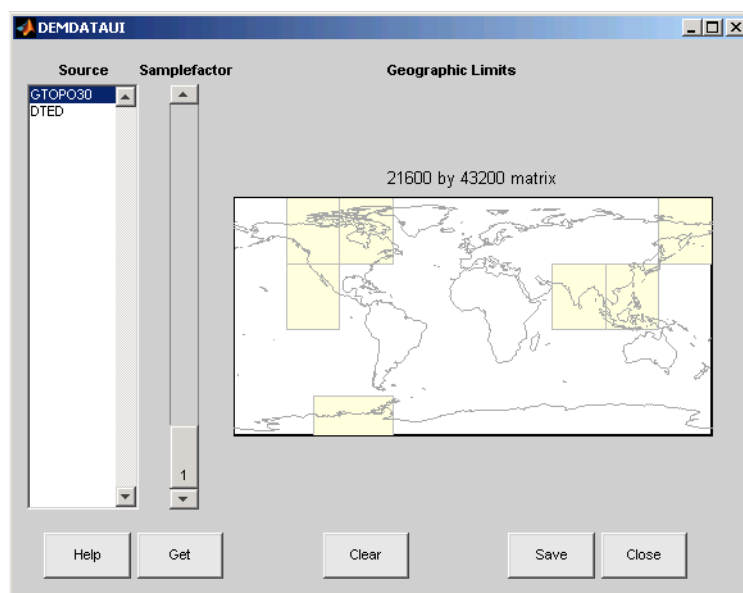 DEMDATAUI
Source
Samplefactor
Geographic Limits
GTOPO30
DTED
21600 by 43200 matrix
1
Help
Get
Clear
Save
Close